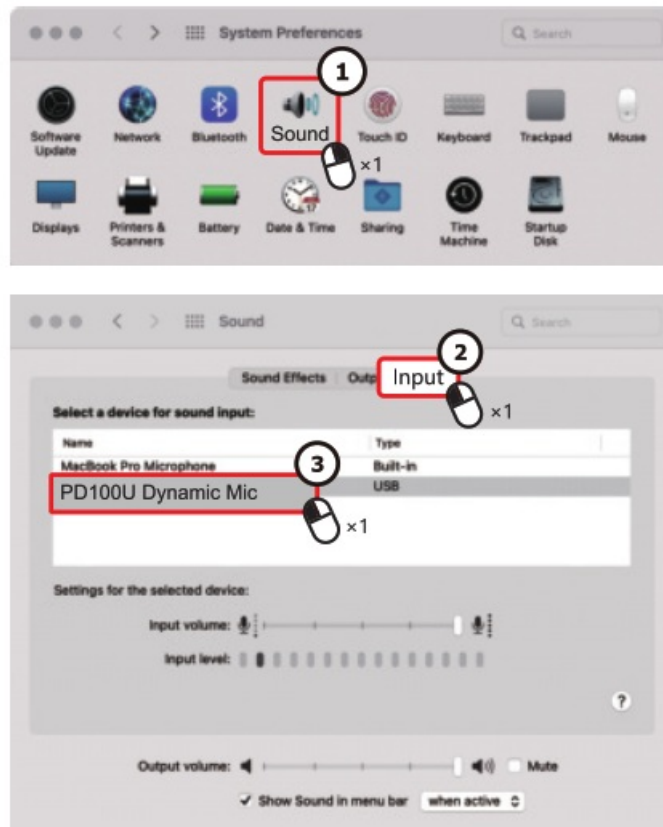 System Preferences
Search
1
Software Update
Network
Bluetooth
Sound
Touch ID
Keyboard
Trackpad
Mouse
×1
17
Displays
Printers & Scanners
Battery
Date & Time
Sharing
Time Machine
Startup Disk
Sound
Search
2
Sound Effects
Outp
Input
×1
Select a device for sound input:
Name Type
MacBook Pro Microphone Built-in
3
PD100U Dynamic Mic USB
×1
Settings for the selected device:
Input volume:
Input level:
?
Output volume: Mute
Show Sound in menu bar when active